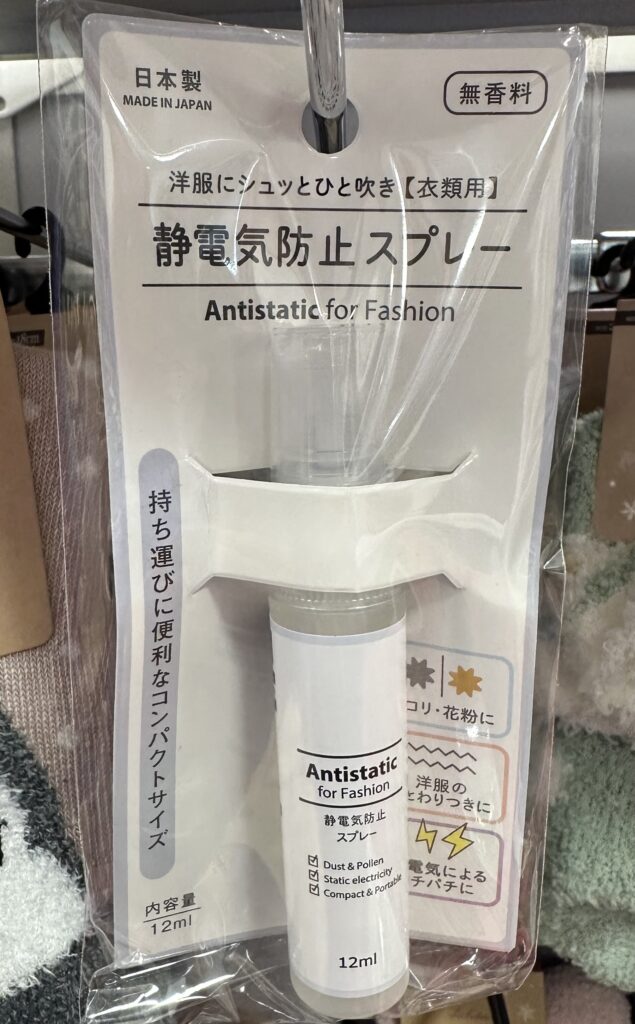 日本製
MADE IN JAPAN
無香料
洋服にシュッとひと吹き【衣類用】
静電気防止スプレー
Antistatic for Fashion
持ち運びに便利なコンパクトサイズ
コリ・花粉に
洋服の
とわりつきに
電気による
チパチに
Antistatic
for Fashion
静電気防止
スプレー
Dust & Pollen
Static electricity
Compact & Portable
12ml
内容量
12ml